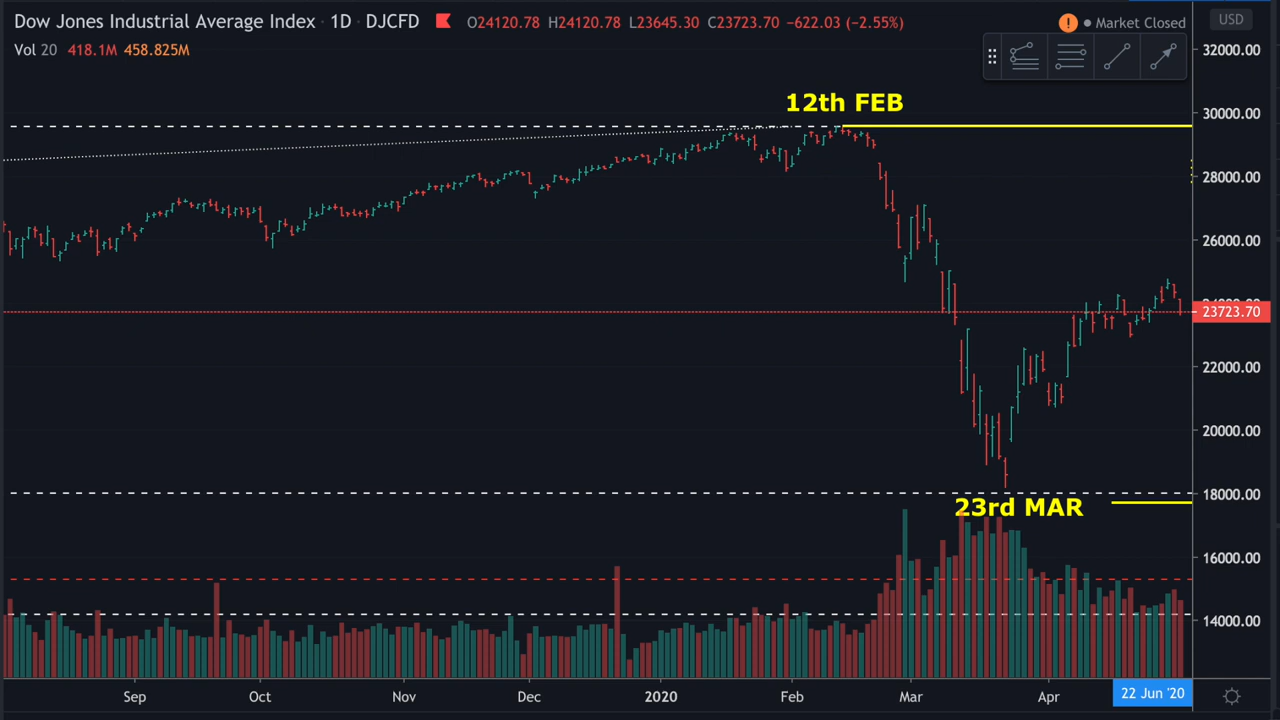 Dow Jones Industrial Average Index · 1D · DJCFD O24120.78 H24120.78 L23645.30 C23723.70 −622.03 (−2.55%) ! Market Closed USD
Vol 20 418.1M 458.825M
32000.00
12th FEB
30000.00
28000.00
26000.00
23723.70
22000.00
20000.00
18000.00
23rd MAR
16000.00
14000.00
Sep Oct Nov Dec 2020 Feb Mar Apr 22 Jun '20